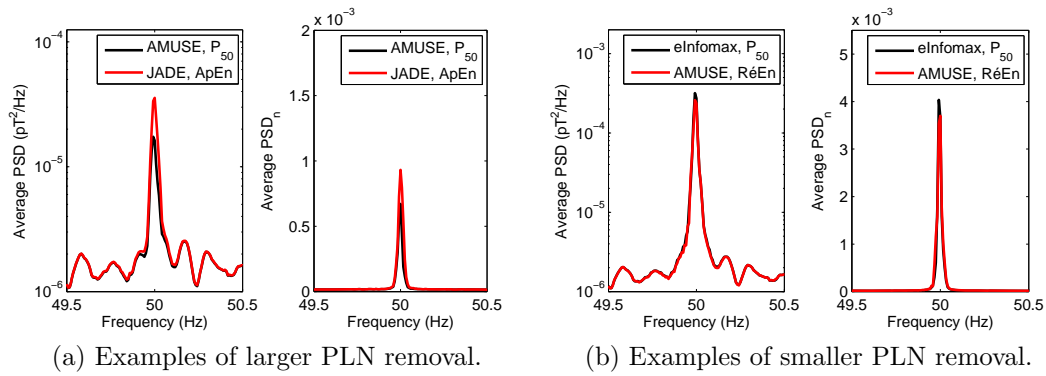 x 10⁻³
AMUSE, P₅₀
JADE, ApEn
Average PSD (pT²/Hz)
10⁻⁴
10⁻⁵
10⁻⁶
49.5 50 50.5
Frequency (Hz)
AMUSE, P₅₀
JADE, ApEn
Average PSDₙ
2
1.5
1
0.5
0
49.5 50 50.5
Frequency (Hz)
(a) Examples of larger PLN removal.
eInfomax, P₅₀
AMUSE, RéEn
Average PSD (pT²/Hz)
10⁻³
10⁻⁴
10⁻⁵
10⁻⁶
49.5 50 50.5
Frequency (Hz)
x 10⁻³
eInfomax, P₅₀
AMUSE, RéEn
Average PSDₙ
5
4
3
2
1
0
49.5 50 50.5
Frequency (Hz)
(b) Examples of smaller PLN removal.